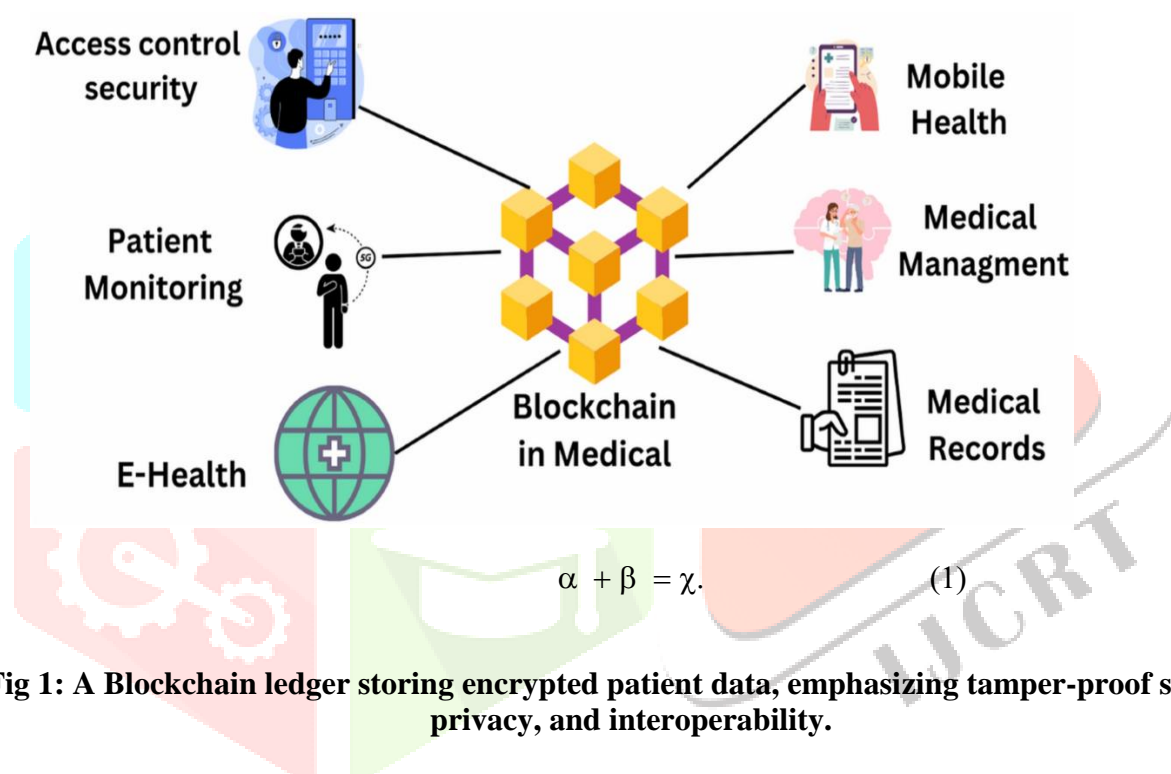 Access control
security
Mobile
Health
Patient
Monitoring
5G
Medical
Managment
E-Health
Blockchain
in Medical
Medical
Records
α + β = χ. (1)
Fig 1: A Blockchain ledger storing encrypted patient data, emphasizing tamper-proof
privacy, and interoperability.
IJCRT